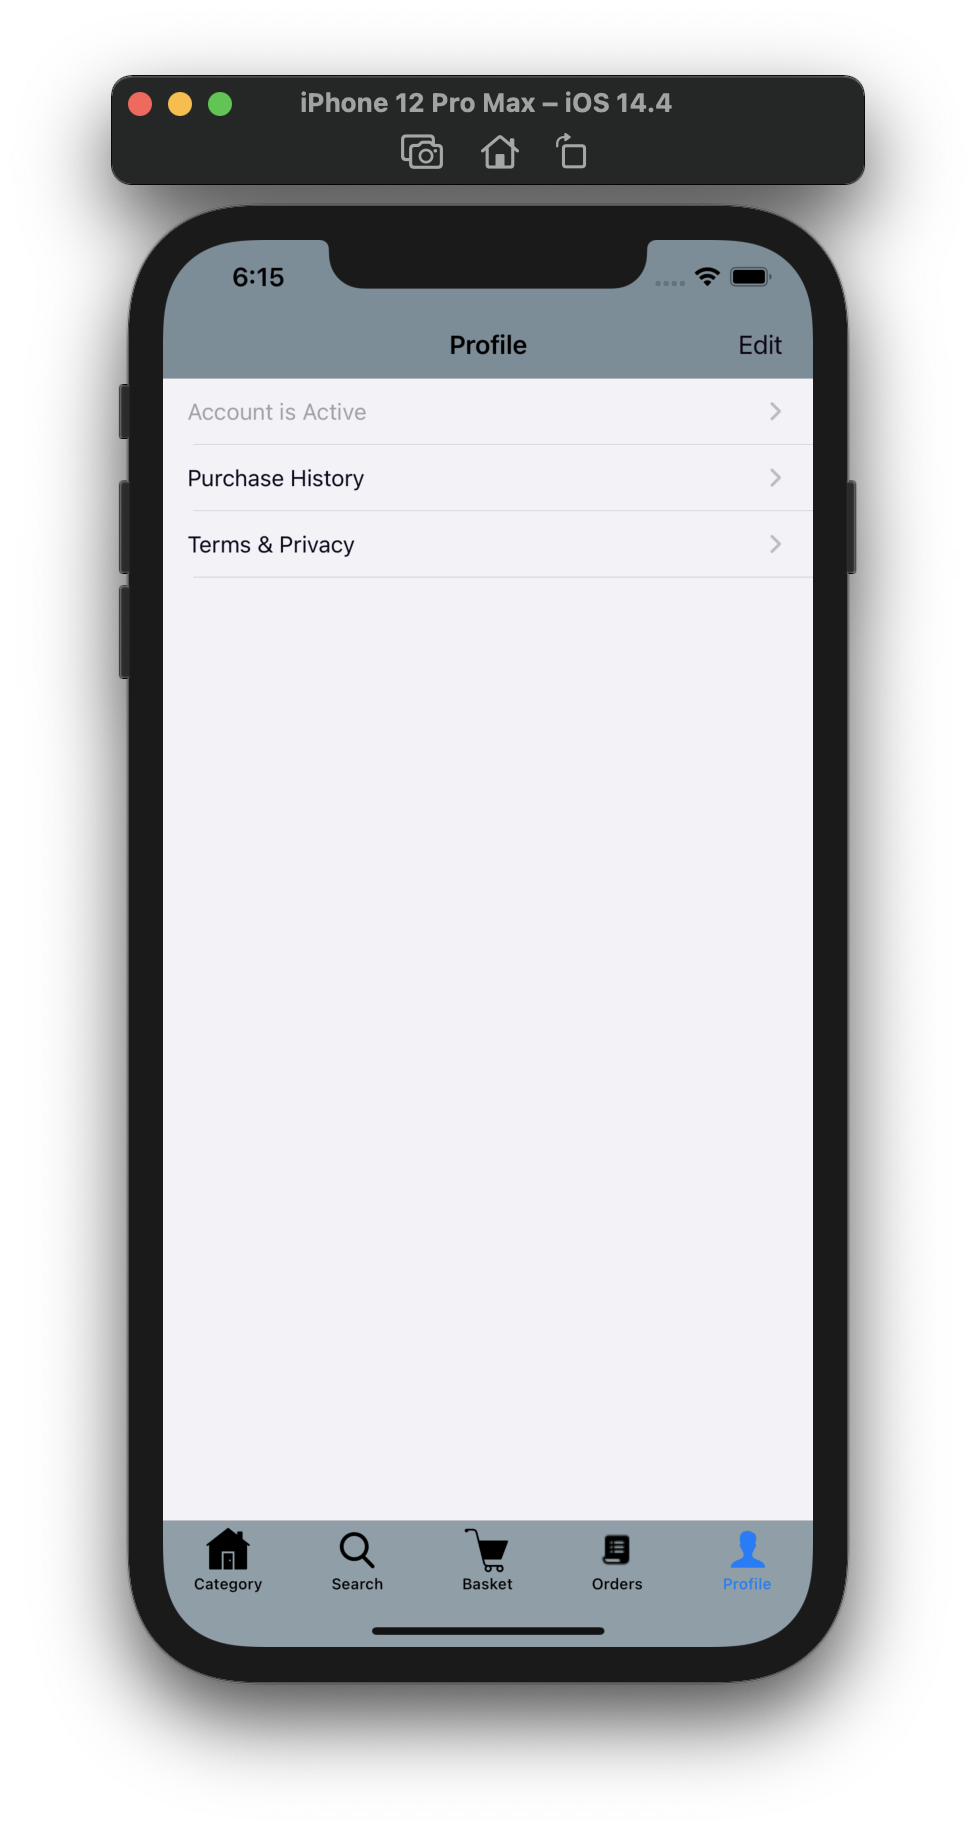 iPhone 12 Pro Max – iOS 14.4
6:15
Profile
Edit
Account is Active
Purchase History
Terms & Privacy
Category
Search
Basket
Orders
Profile